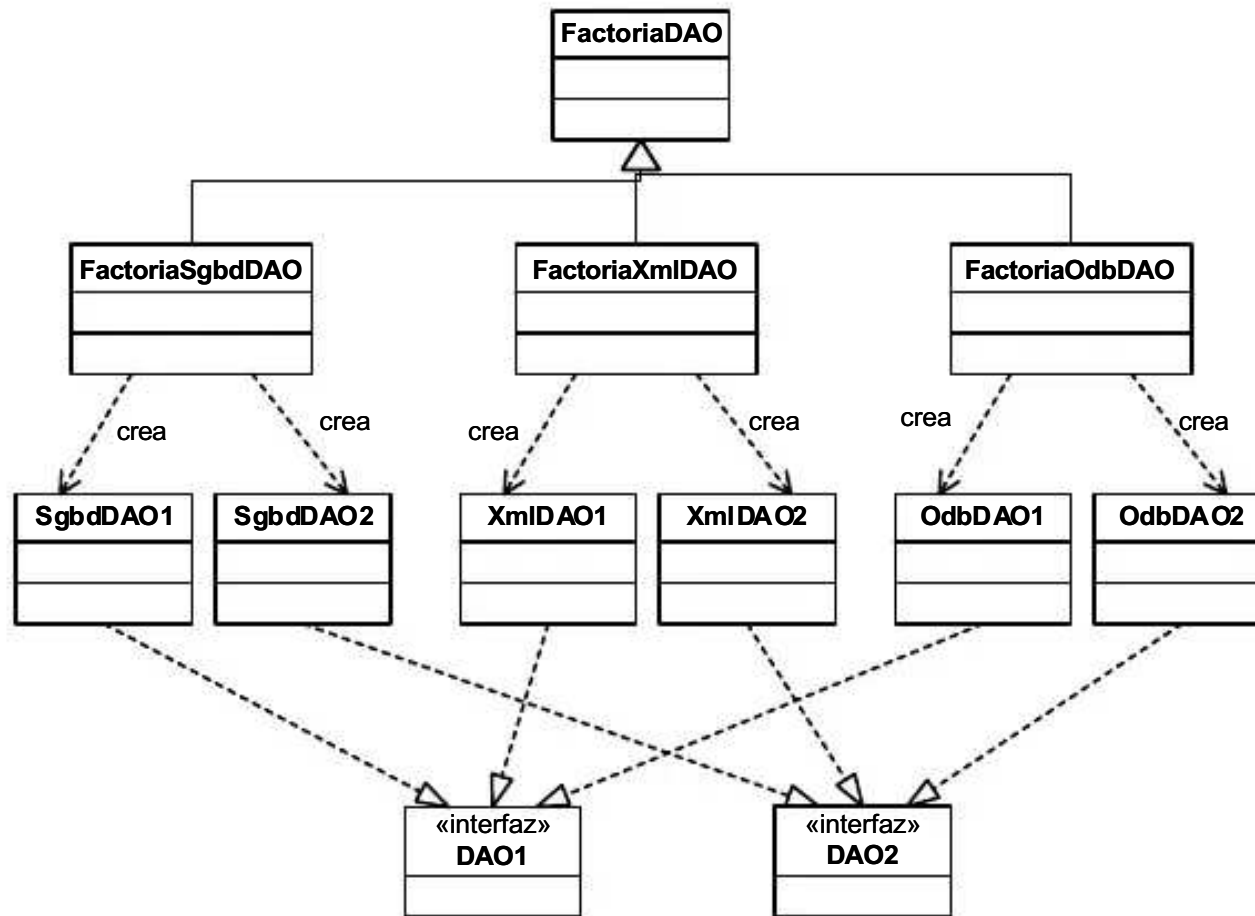 FactoriaDAO
FactoriaSgbdDAO
FactoriaXmlDAO
FactoriaOdbDAO
crea
crea
crea
crea
crea
crea
SgbdDAO1
SgbdDAO2
XmlDAO1
XmlDAO2
OdbDAO1
OdbDAO2
«interfaz»
DAO1
«interfaz»
DAO2